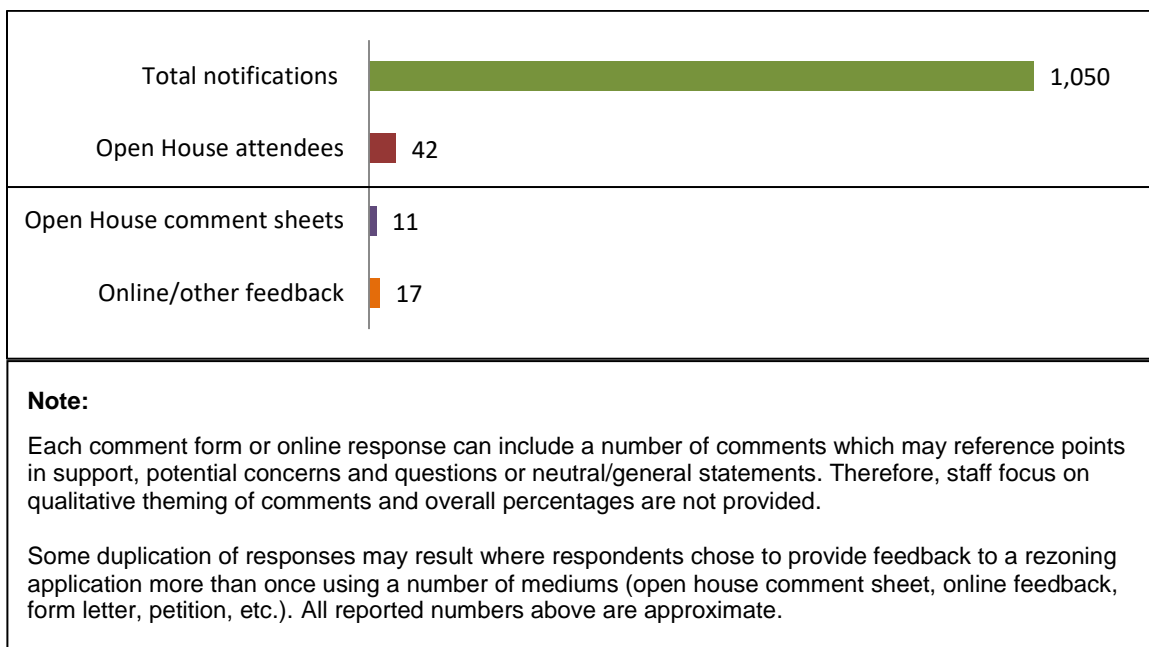 Total notifications 1,050
Open House attendees 42
Open House comment sheets 11
Online/other feedback 17
Note:
Each comment form or online response can include a number of comments which may reference points
in support, potential concerns and questions or neutral/general statements. Therefore, staff focus on
qualitative theming of comments and overall percentages are not provided.
Some duplication of responses may result where respondents chose to provide feedback to a rezoning
application more than once using a number of mediums (open house comment sheet, online feedback,
form letter, petition, etc.). All reported numbers above are approximate.